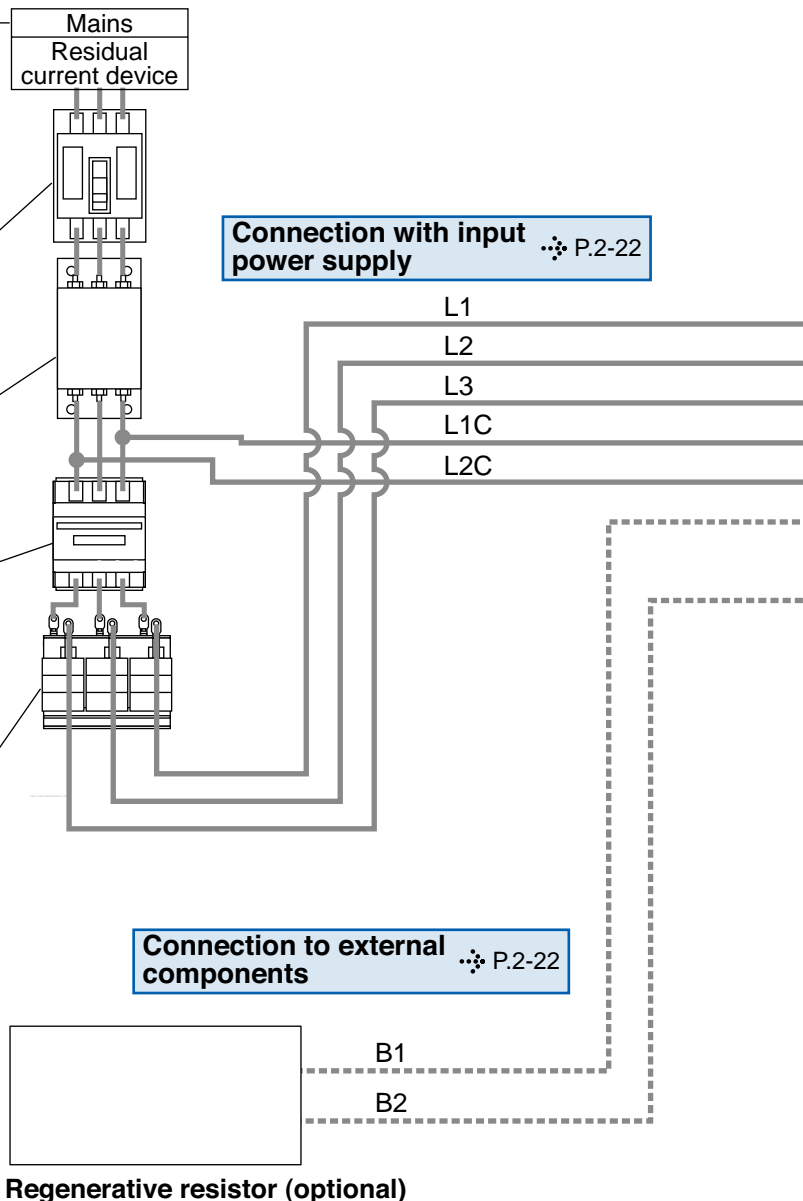 Mains
Residual
current device
Connection with input
power supply
P.2-22
L1
L2
L3
L1C
L2C
Connection to external
components
P.2-22
B1
B2
Regenerative resistor (optional)